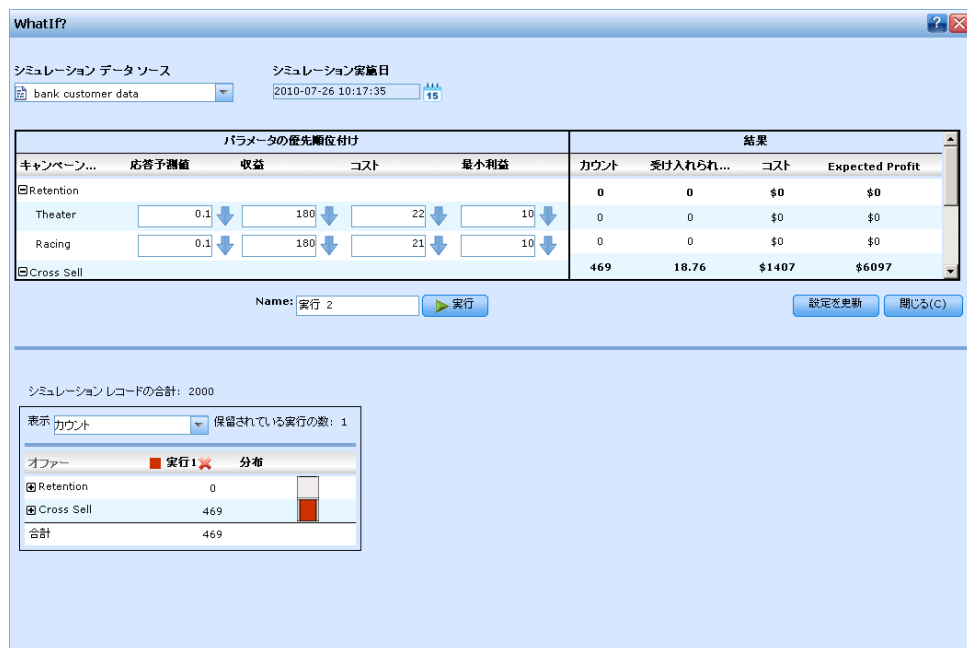 WhatIf?
シミュレーション データ ソース シミュレーション実施日
bank customer data 2010-07-26 10:17:35 15
パラメータの優先順位付け 結果
キャンペーン... 応答予測値 収益 コスト 最小利益 カウント 受け入れられ... コスト Expected Profit
Retention 0 0 $0 $0
Theater 0.1 180 22 10 0 0 $0 $0
Racing 0.1 180 21 10 0 0 $0 $0
Cross Sell 469 18.76 $1407 $6097
Name: 実行 2 実行 設定を更新 閉じる(C)
シミュレーション レコードの合計: 2000
表示 カウント 保留されている実行の数: 1
オファー 実行1 分布
Retention 0
Cross Sell 469
合計 469